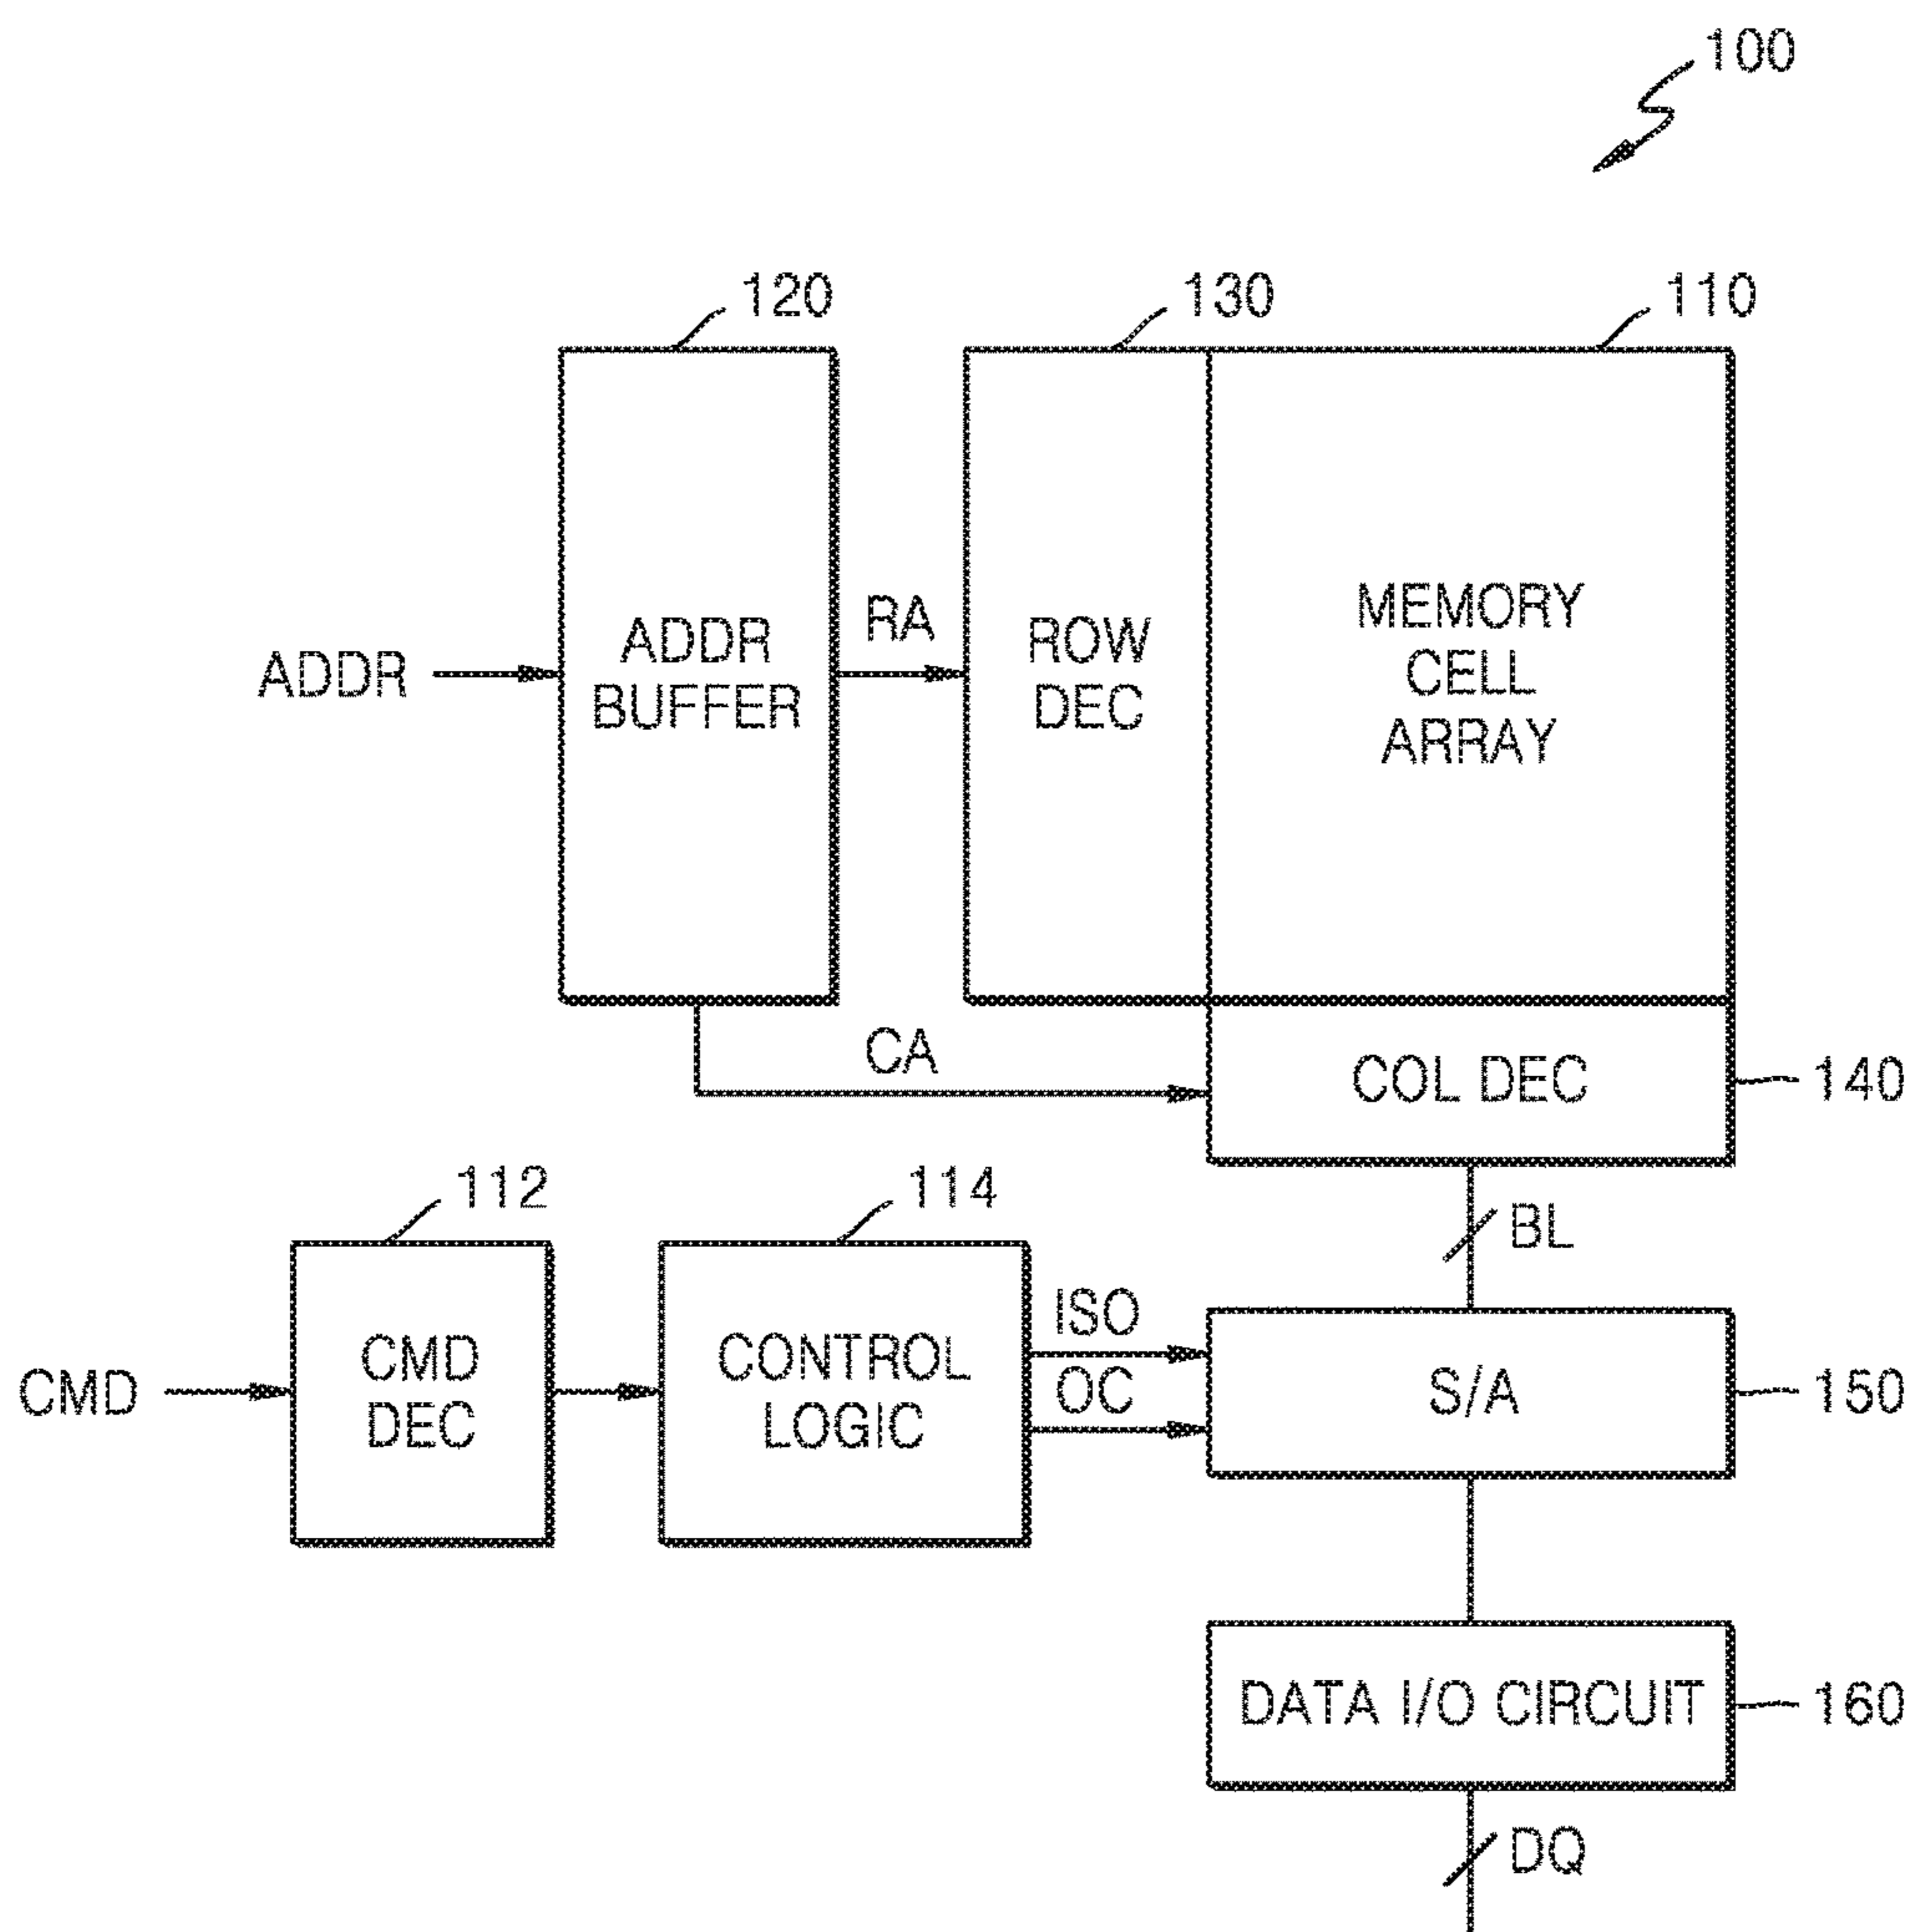 100
120
130
110
ADDR
ADDR
BUFFER
RA
ROW
DEC
MEMORY
CELL
ARRAY
CA
COL DEC
140
112
114
BL
CMD
CMD
DEC
CONTROL
LOGIC
ISO
OC
S/A
150
DATA I/O CIRCUIT
160
DQ